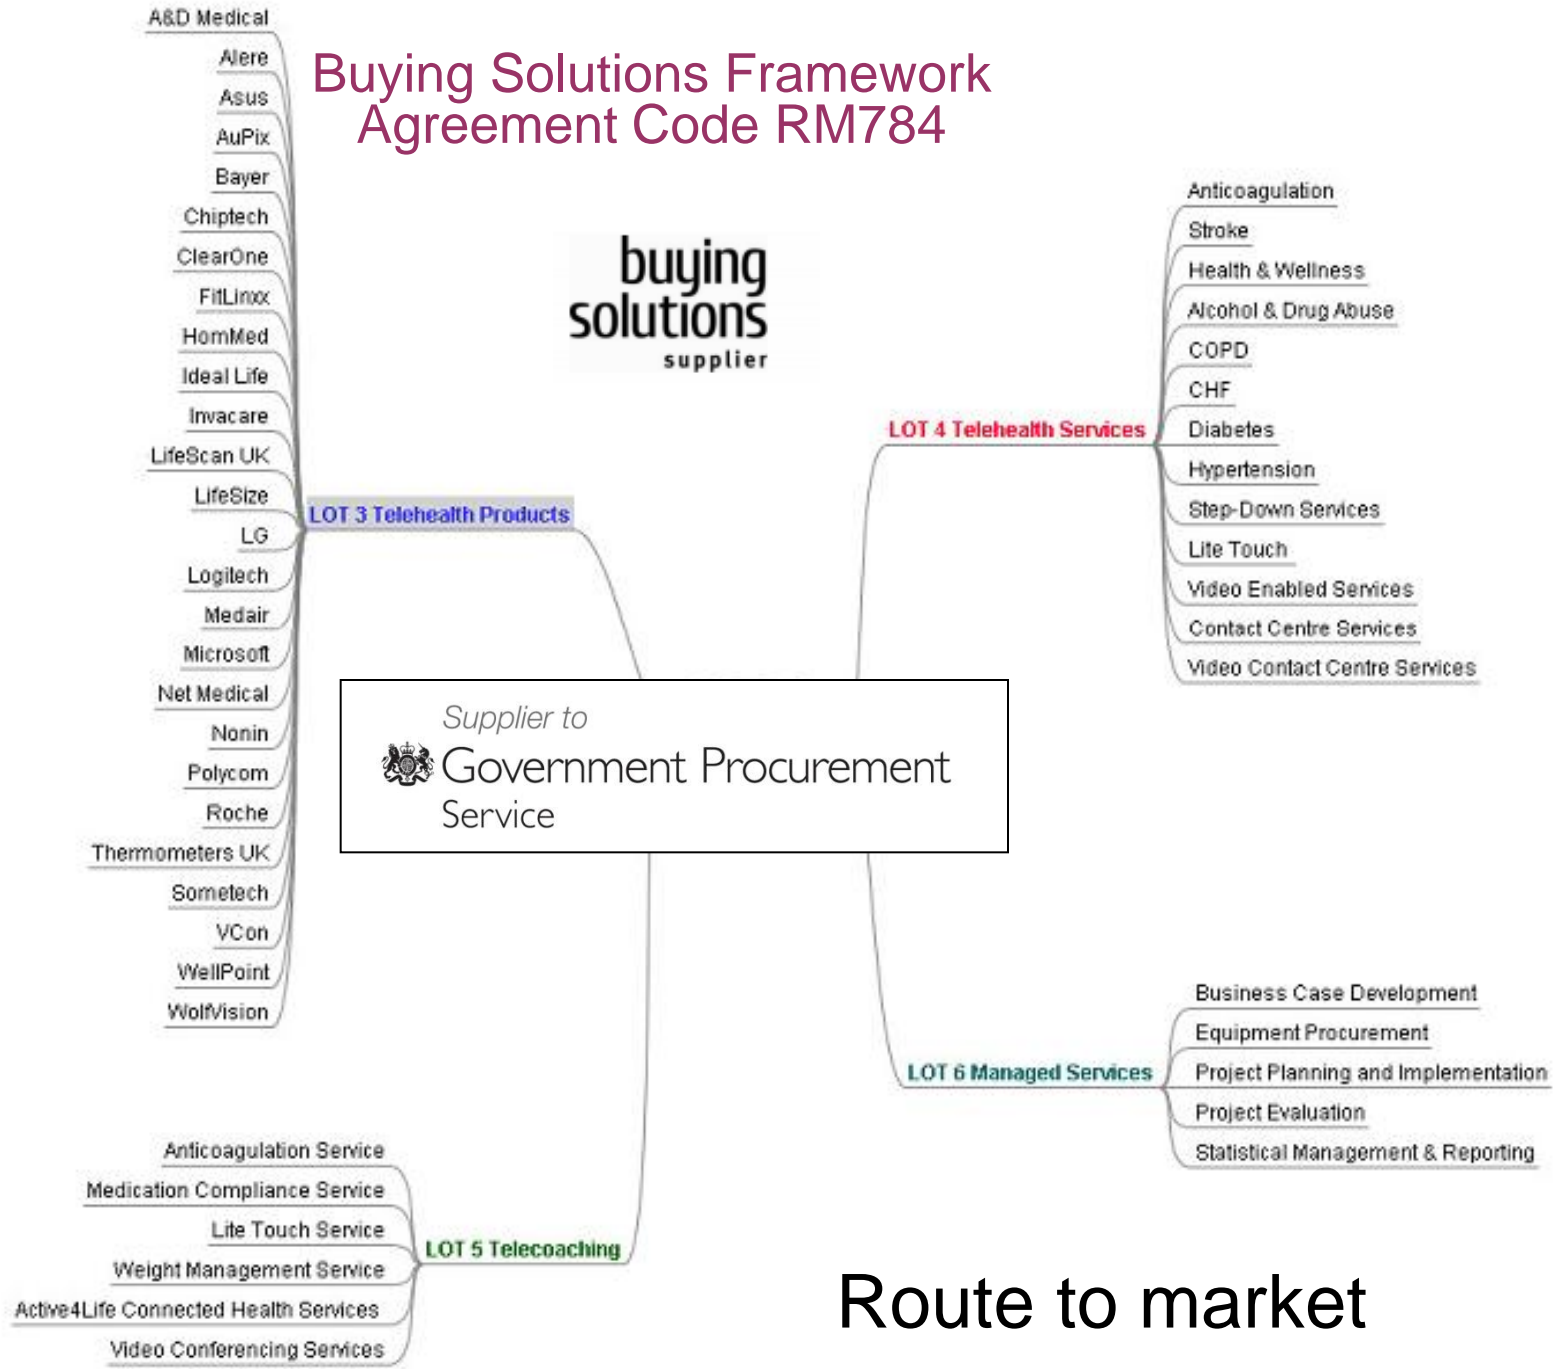 Buying Solutions Framework
Agreement Code RM784
buying
solutions
supplier
A&D Medical
Alere
Asus
AuPix
Bayer
Chiptech
ClearOne
FitLinxx
HomMed
Ideal Life
Invacare
LifeScan UK
LifeSize
LG
Logitech
Medair
Microsoft
Net Medical
Nonin
Polycom
Roche
Thermometers UK
Sometech
VCon
WellPoint
WolfVision
LOT 3 Telehealth Products
LOT 4 Telehealth Services
Anticoagulation
Stroke
Health & Wellness
Alcohol & Drug Abuse
COPD
CHF
Diabetes
Hypertension
Step-Down Services
Lite Touch
Video Enabled Services
Contact Centre Services
Video Contact Centre Services
Supplier to
Government Procurement
Service
LOT 6 Managed Services
Business Case Development
Equipment Procurement
Project Planning and Implementation
Project Evaluation
Statistical Management & Reporting
Anticoagulation Service
Medication Compliance Service
Lite Touch Service
Weight Management Service
Active4Life Connected Health Services
Video Conferencing Services
LOT 5 Telecoaching
Route to market